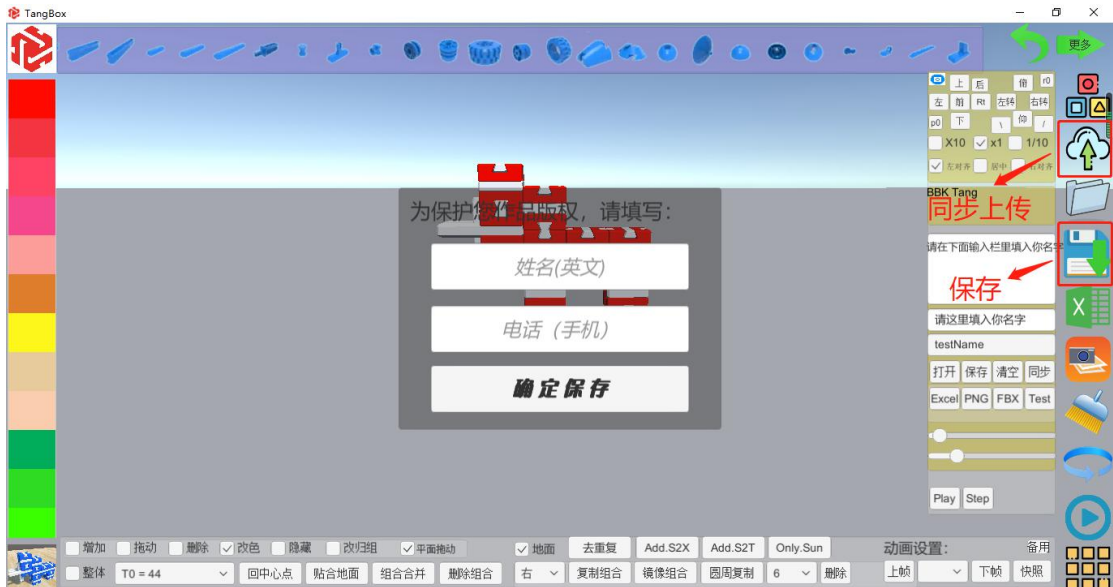 TangBox
更多
上 后 俯 r0
左 前 Rt 左转 右转
p0 下 \ 仰 /
X10 x1 1/10
左对齐 居中 右对齐
BBK Tang
同步上传
为保护您作品版权，请填写：
请在下面输入栏里填入你名字
姓名(英文)
保存
请这里填入你名字
电话（手机）
testName
打开 保存 清空 同步
确定保存
Excel PNG FBX Test
Play Step
增加 拖动 删除 改色 隐藏 改归组 平面拖动 地面 去重复 Add.S2X Add.S2T Only.Sun 动画设置： 备用
整体 T0 = 44 回中心点 贴合地面 组合合并 删除组合 右 复制组合 镜像组合 圆周复制 6 删除 上帧 下帧 快照